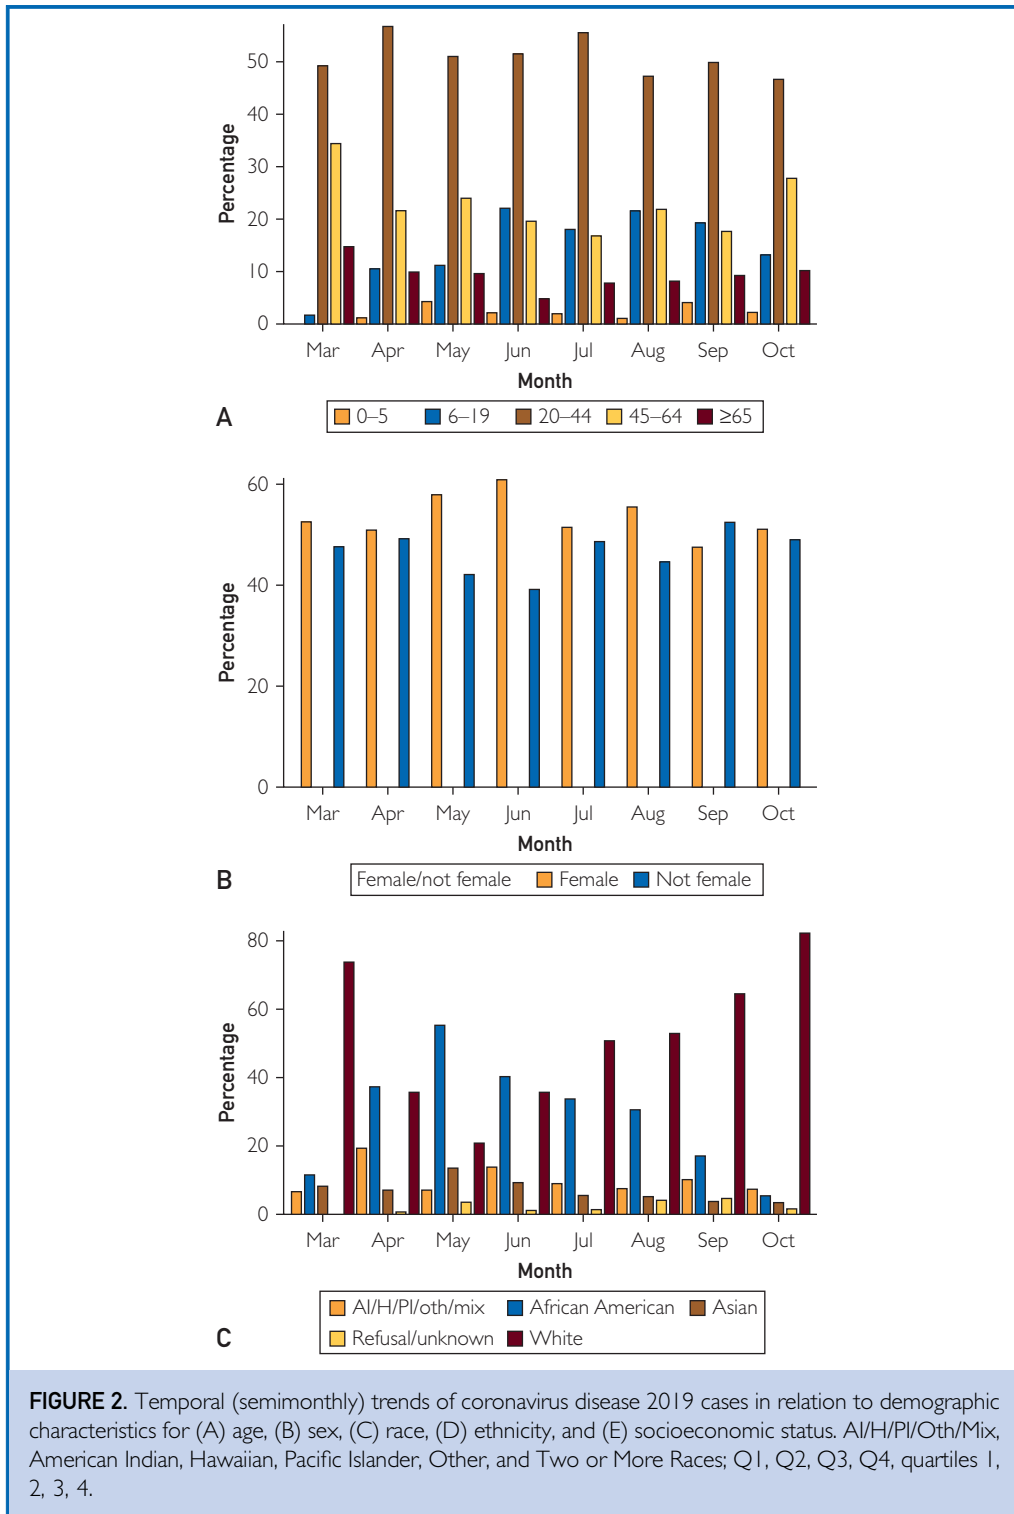 50
40
30
20
10
0
Percentage
Mar Apr May Jun Jul Aug Sep Oct
Month
A
0–5 6–19 20–44 45–64 ≥65
60
40
20
0
Percentage
Mar Apr May Jun Jul Aug Sep Oct
Month
B
Female/not female Female Not female
80
60
40
20
0
Percentage
Mar Apr May Jun Jul Aug Sep Oct
Month
AI/H/PI/oth/mix African American Asian
C
Refusal/unknown White
FIGURE 2. Temporal (semimonthly) trends of coronavirus disease 2019 cases in relation to demographic
characteristics for (A) age, (B) sex, (C) race, (D) ethnicity, and (E) socioeconomic status. AI/H/PI/Oth/Mix,
American Indian, Hawaiian, Pacific Islander, Other, and Two or More Races; Q1, Q2, Q3, Q4, quartiles 1,
2, 3, 4.